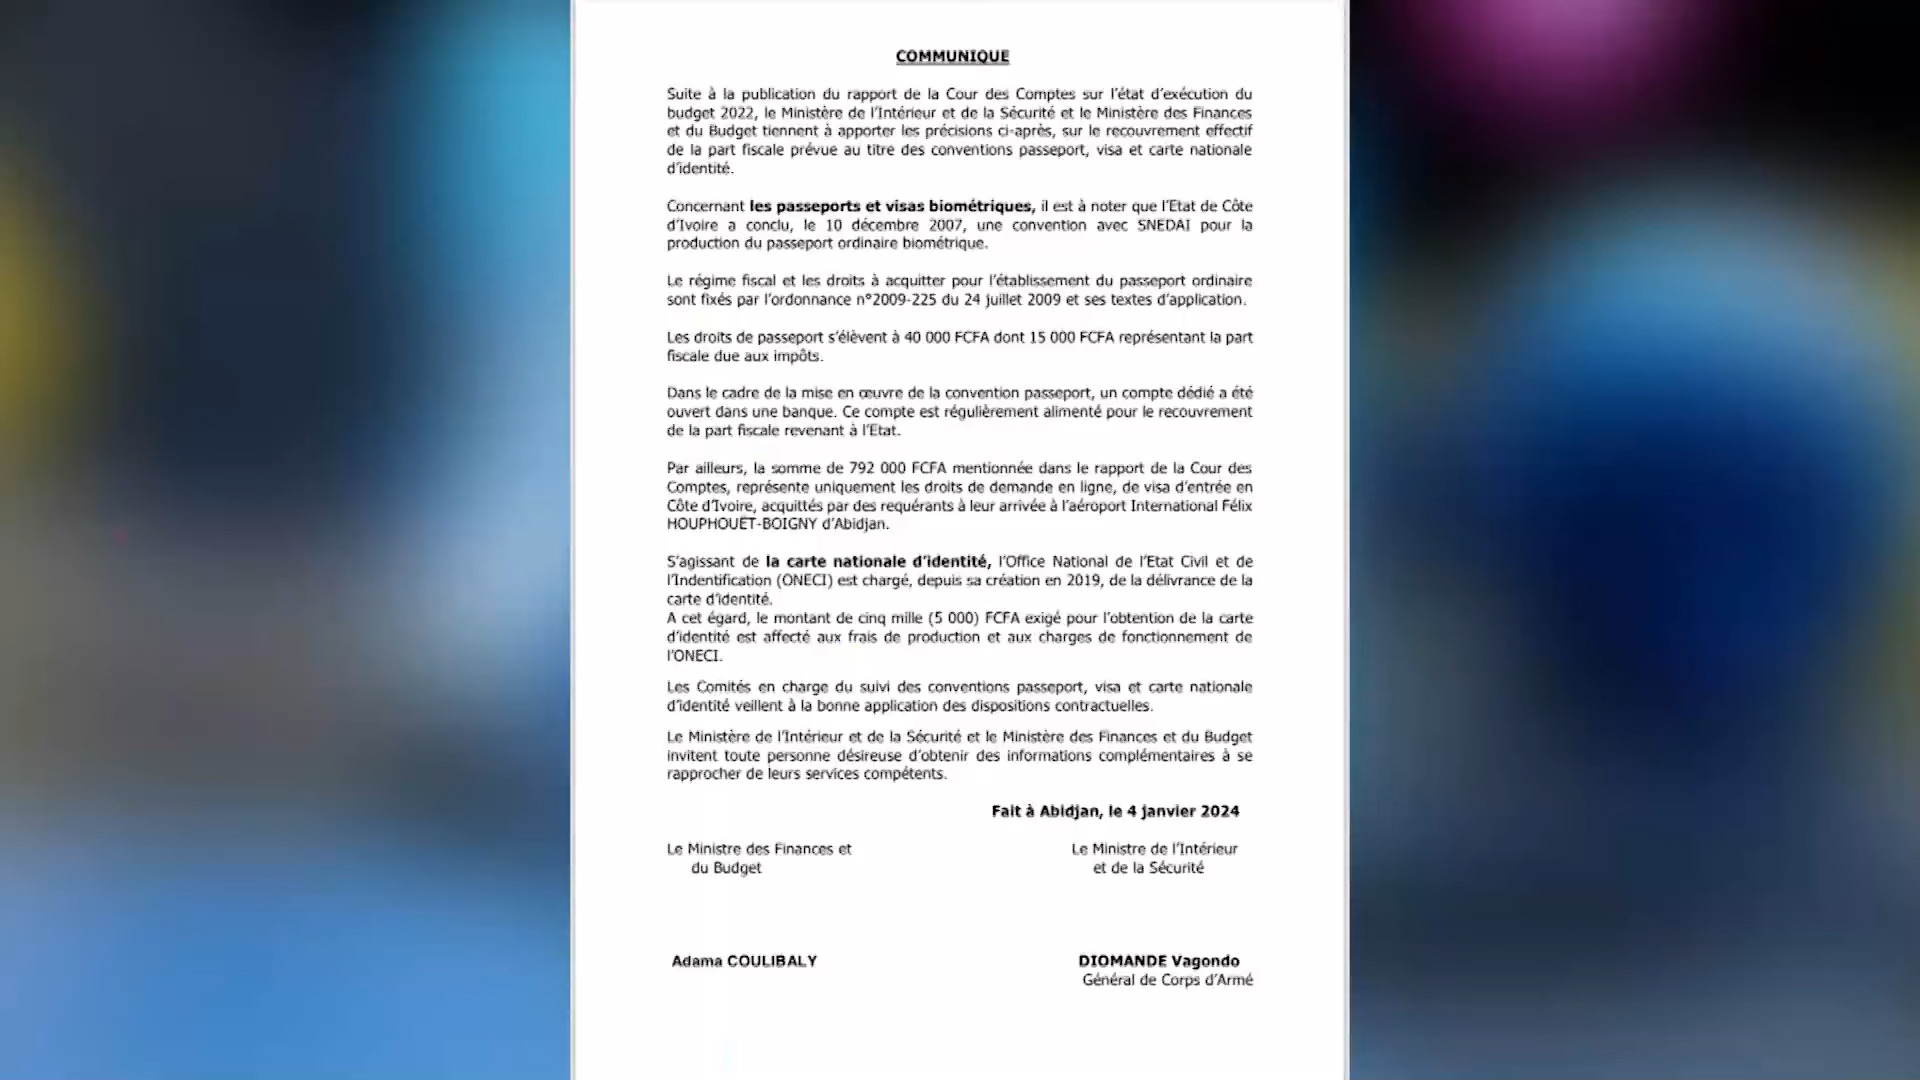 COMMUNIQUE
Suite à la publication du rapport de la Cour des Comptes sur l'état d'exécution du
budget 2022, le Ministère de l'Intérieur et de la Sécurité et le Ministère des Finances
et du Budget tiennent à apporter les précisions ci-après, sur le recouvrement effectif
de la part fiscale prévue au titre des conventions passeport, visa et carte nationale
d'identité.
Concernant les passeports et visas biométriques, il est à noter que l'Etat de Côte
d'Ivoire a conclu, le 10 décembre 2007, une convention avec SNEDAI pour la
production du passeport ordinaire biométrique.
Le régime fiscal et les droits à acquitter pour l'établissement du passeport ordinaire
sont fixés par l'ordonnance n°2009-225 du 24 juillet 2009 et ses textes d'application.
Les droits de passeport s'élèvent à 40 000 FCFA dont 15 000 FCFA représentant la part
fiscale due aux impôts.
Dans le cadre de la mise en œuvre de la convention passeport, un compte dédié a été
ouvert dans une banque. Ce compte est régulièrement alimenté pour le recouvrement
de la part fiscale revenant à l'Etat.
Par ailleurs, la somme de 792 000 FCFA mentionnée dans le rapport de la Cour des
Comptes, représente uniquement les droits de demande en ligne, de visa d'entrée en
Côte d'Ivoire, acquittés par des requérants à leur arrivée à l'aéroport International Félix
HOUPHOUËT-BOIGNY d'Abidjan.
S'agissant de la carte nationale d'identité, l'Office National de l'Etat Civil et de
l'Indentification (ONECI) est chargé, depuis sa création en 2019, de la délivrance de la
carte d'identité.
A cet égard, le montant de cinq mille (5 000) FCFA exigé pour l'obtention de la carte
d'identité est affecté aux frais de production et aux charges de fonctionnement de
l'ONECI.
Les Comités en charge du suivi des conventions passeport, visa et carte nationale
d'identité veillent à la bonne application des dispositions contractuelles.
Le Ministère de l'Intérieur et de la Sécurité et le Ministère des Finances et du Budget
invitent toute personne désireuse d'obtenir des informations complémentaires à se
rapprocher de leurs services compétents.
Fait à Abidjan, le 4 janvier 2024
Le Ministre des Finances et
du Budget
Le Ministre de l'Intérieur
et de la Sécurité
Adama COULIBALY
DIOMANDE Vagondo
Général de Corps d'Armé